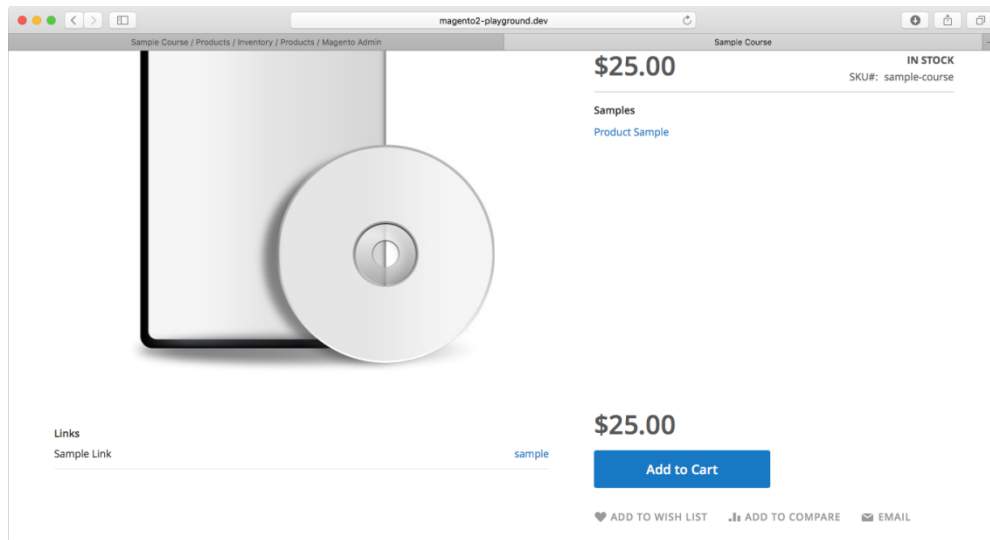 magento2-playground.dev
Sample Course / Products / Inventory / Products / Magento Admin
Sample Course
$25.00
IN STOCK
SKU#: sample-course
Samples
Product Sample
Links
Sample Link
sample
$25.00
Add to Cart
ADD TO WISH LIST
ADD TO COMPARE
EMAIL